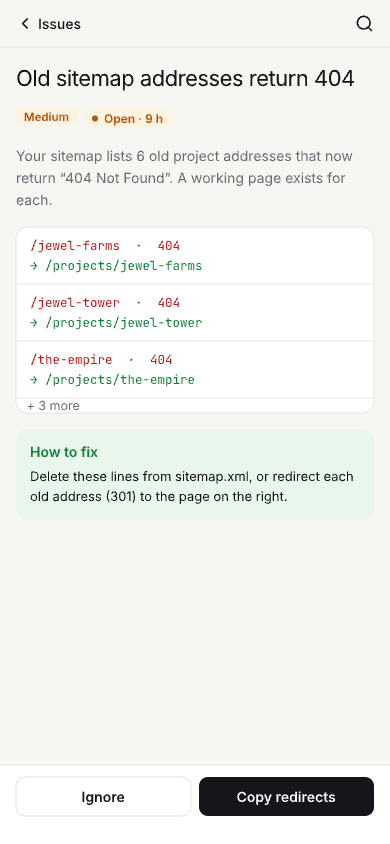 Issues
Old sitemap addresses return 404
Medium
Open · 9 h
Your sitemap lists 6 old project addresses that now
return “404 Not Found”. A working page exists for
each.
/jewel-farms · 404
→ /projects/jewel-farms
/jewel-tower · 404
→ /projects/jewel-tower
/the-empire · 404
→ /projects/the-empire
+ 3 more
How to fix
Delete these lines from sitemap.xml, or redirect each
old address (301) to the page on the right.
Ignore
Copy redirects